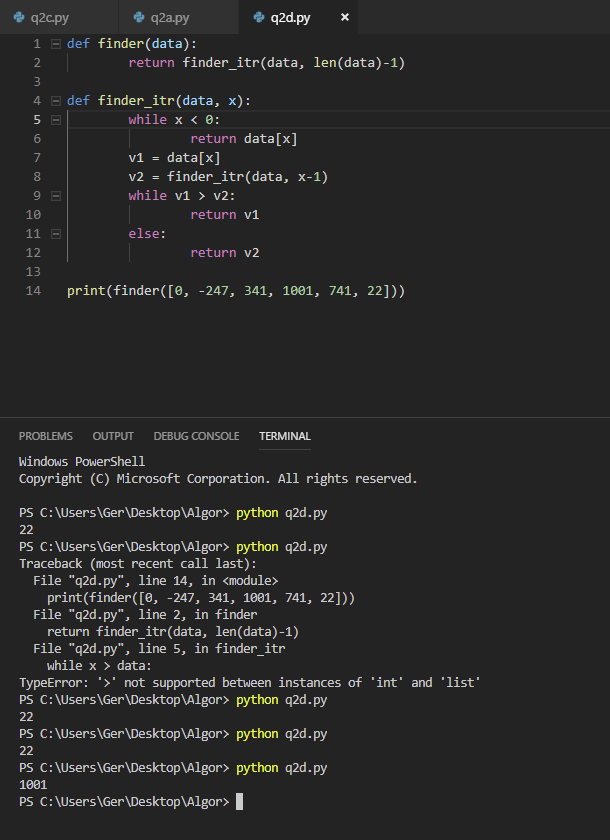 q2c.py q2a.py q2d.py ×
1 def finder(data):
2 return finder_itr(data, len(data)-1)
3
4 def finder_itr(data, x):
5 while x < 0:
6 return data[x]
7 v1 = data[x]
8 v2 = finder_itr(data, x-1)
9 while v1 > v2:
10 return v1
11 else:
12 return v2
13
14 print(finder([0, -247, 341, 1001, 741, 22]))
PROBLEMS OUTPUT DEBUG CONSOLE TERMINAL
Windows PowerShell
Copyright (C) Microsoft Corporation. All rights reserved.
PS C:\Users\Ger\Desktop\Algor> python q2d.py
22
PS C:\Users\Ger\Desktop\Algor> python q2d.py
Traceback (most recent call last):
File "q2d.py", line 14, in <module>
print(finder([0, -247, 341, 1001, 741, 22]))
File "q2d.py", line 2, in finder
return finder_itr(data, len(data)-1)
File "q2d.py", line 5, in finder_itr
while x > data:
TypeError: '>' not supported between instances of 'int' and 'list'
PS C:\Users\Ger\Desktop\Algor> python q2d.py
22
PS C:\Users\Ger\Desktop\Algor> python q2d.py
22
PS C:\Users\Ger\Desktop\Algor> python q2d.py
1001
PS C:\Users\Ger\Desktop\Algor>